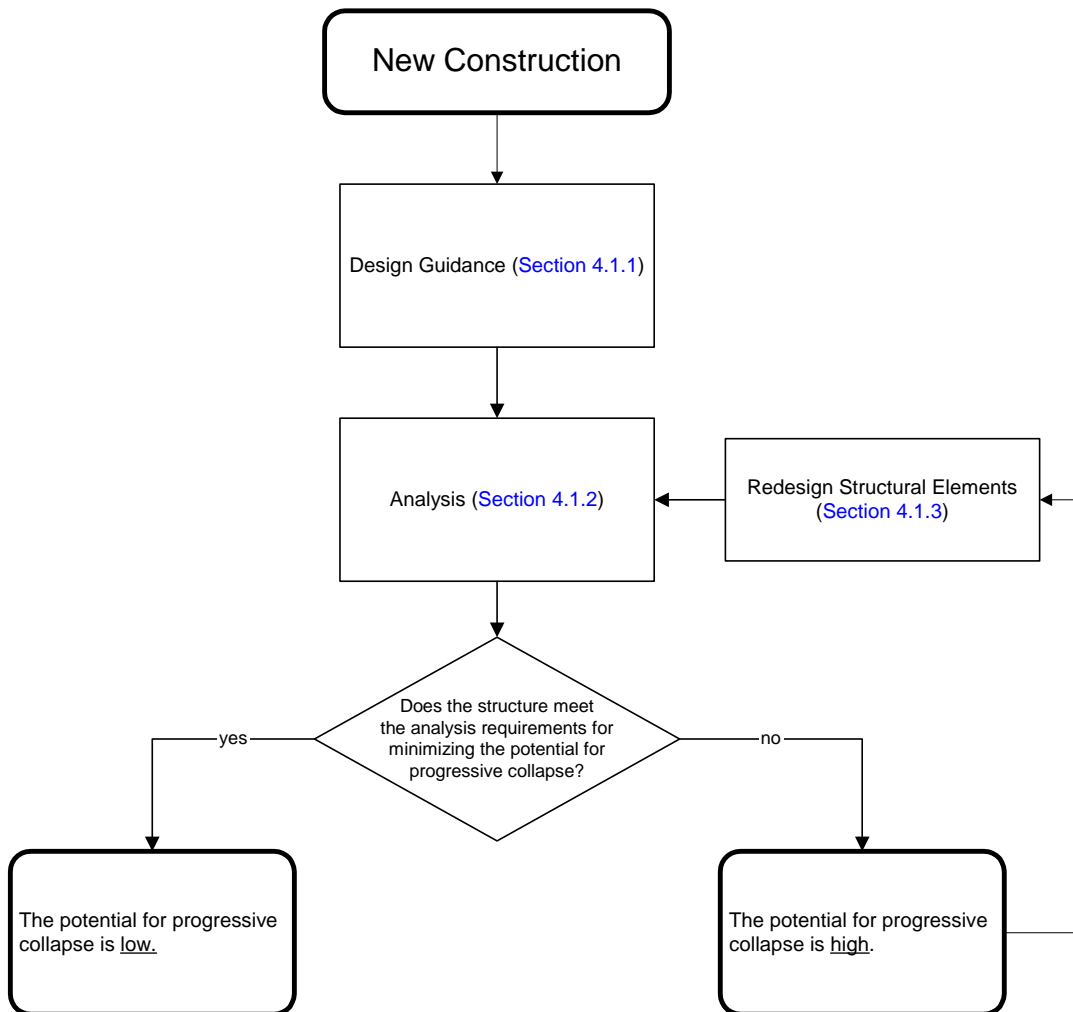 New Construction
Design Guidance (Section 4.1.1)
Analysis (Section 4.1.2)
Redesign Structural Elements
(Section 4.1.3)
Does the structure meet
the analysis requirements for
minimizing the potential for
progressive collapse?
yes
no
The potential for progressive
collapse is low.
The potential for progressive
collapse is high.